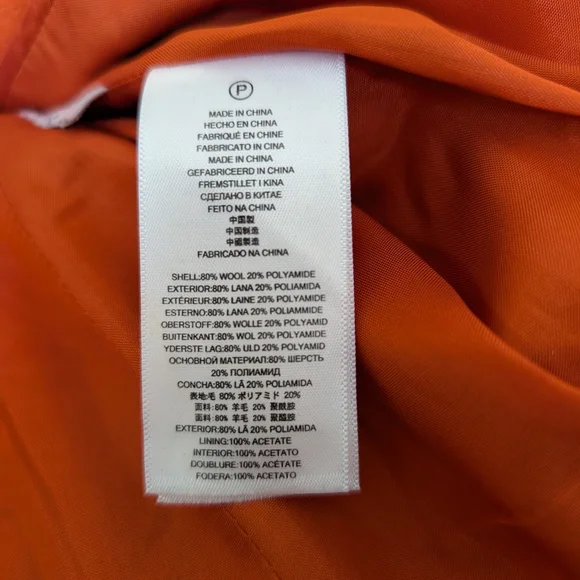 P
MADE IN CHINA
HECHO EN CHINA
FABRIQUÉ EN CHINE
FABBRICATO IN CINA
MADE IN CHINA
GEFABRICEERD IN CHINA
FREMSTILLET I KINA
СДЕЛАНО В КИТАЕ
FEITO NA CHINA
中国製
中国制造
中國製造
FABRICADO NA CHINA
SHELL:80% WOOL 20% POLYAMIDE
EXTERIOR:80% LANA 20% POLIAMIDA
EXTÉRIEUR:80% LAINE 20% POLYAMIDE
ESTERNO:80% LANA 20% POLIAMMIDE
OBERSTOFF:80% WOLLE 20% POLYAMID
BUITENKANT:80% WOL 20% POLYAMIDE
YDERSTE LAG:80% ULD 20% POLYAMID
ОСНОВНОЙ МАТЕРИАЛ:80% ШЕРСТЬ
20% ПОЛИАМИД
CONCHA:80% LÃ 20% POLIAMIDA
表地:毛 80% ポリアミド 20%
面料:80% 羊毛 20% 聚酰胺
面料:80% 羊毛 20% 聚醯胺
EXTERIOR:80% LÃ 20% POLIAMIDA
LINING:100% ACETATE
INTERIOR:100% ACETATO
DOUBLURE:100% ACÉTATE
FODERA:100% ACETATO